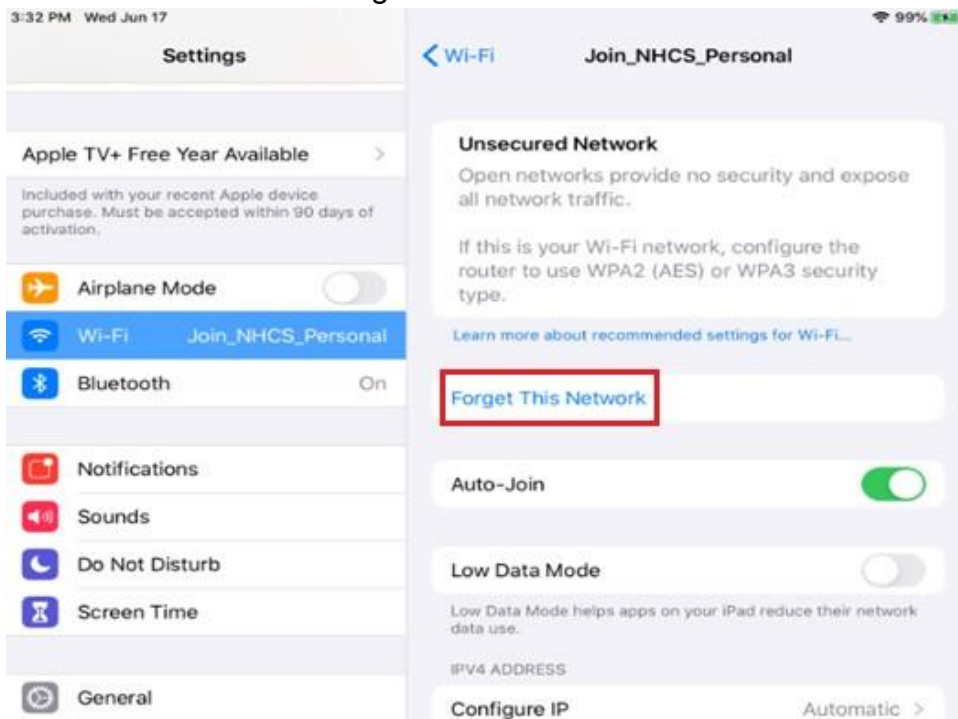 3:32 PM Wed Jun 17
99%
Settings
Apple TV+ Free Year Available
Included with your recent Apple device
purchase. Must be accepted within 90 days of
activation.
Airplane Mode
Wi-Fi Join_NHCS_Personal
Bluetooth On
Notifications
Sounds
Do Not Disturb
Screen Time
General
Wi-Fi Join_NHCS_Personal
Unsecured Network
Open networks provide no security and expose
all network traffic.
If this is your Wi-Fi network, configure the
router to use WPA2 (AES) or WPA3 security
type.
Learn more about recommended settings for Wi-Fi...
Forget This Network
Auto-Join
Low Data Mode
Low Data Mode helps apps on your iPad reduce their network
data use.
IPV4 ADDRESS
Configure IP Automatic